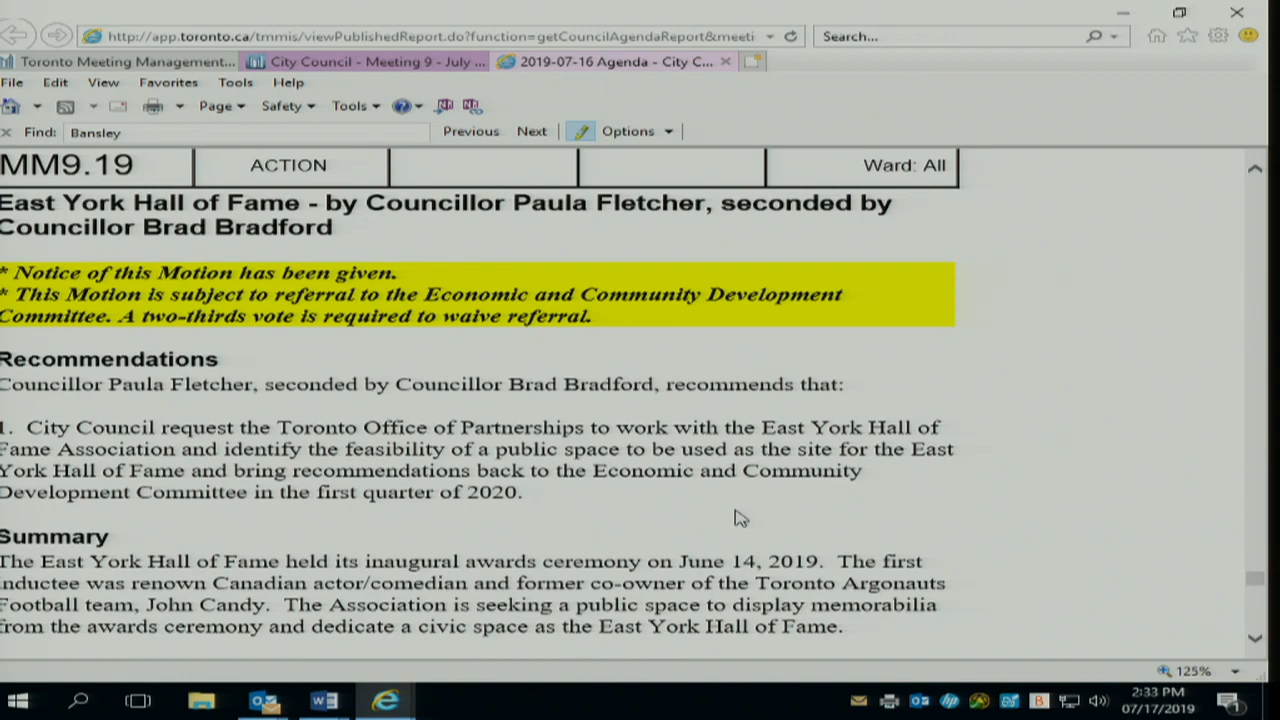 http://app.toronto.ca/tmmis/viewPublishedReport.do?function=getCouncilAgendaReport&meeti
Search...
Toronto Meeting Management...
City Council - Meeting 9 - July ...
2019-07-16 Agenda - City C...
File Edit View Favorites Tools Help
Page Safety Tools
Find: Bansley Previous Next Options
MM9.19 ACTION Ward: All
East York Hall of Fame - by Councillor Paula Fletcher, seconded by
Councillor Brad Bradford
* Notice of this Motion has been given.
* This Motion is subject to referral to the Economic and Community Development
Committee. A two-thirds vote is required to waive referral.
Recommendations
Councillor Paula Fletcher, seconded by Councillor Brad Bradford, recommends that:
1. City Council request the Toronto Office of Partnerships to work with the East York Hall of
Fame Association and identify the feasibility of a public space to be used as the site for the East
York Hall of Fame and bring recommendations back to the Economic and Community
Development Committee in the first quarter of 2020.
Summary
The East York Hall of Fame held its inaugural awards ceremony on June 14, 2019. The first
inductee was renown Canadian actor/comedian and former co-owner of the Toronto Argonauts
Football team, John Candy. The Association is seeking a public space to display memorabilia
from the awards ceremony and dedicate a civic space as the East York Hall of Fame.
125%
2:33 PM
07/17/2019